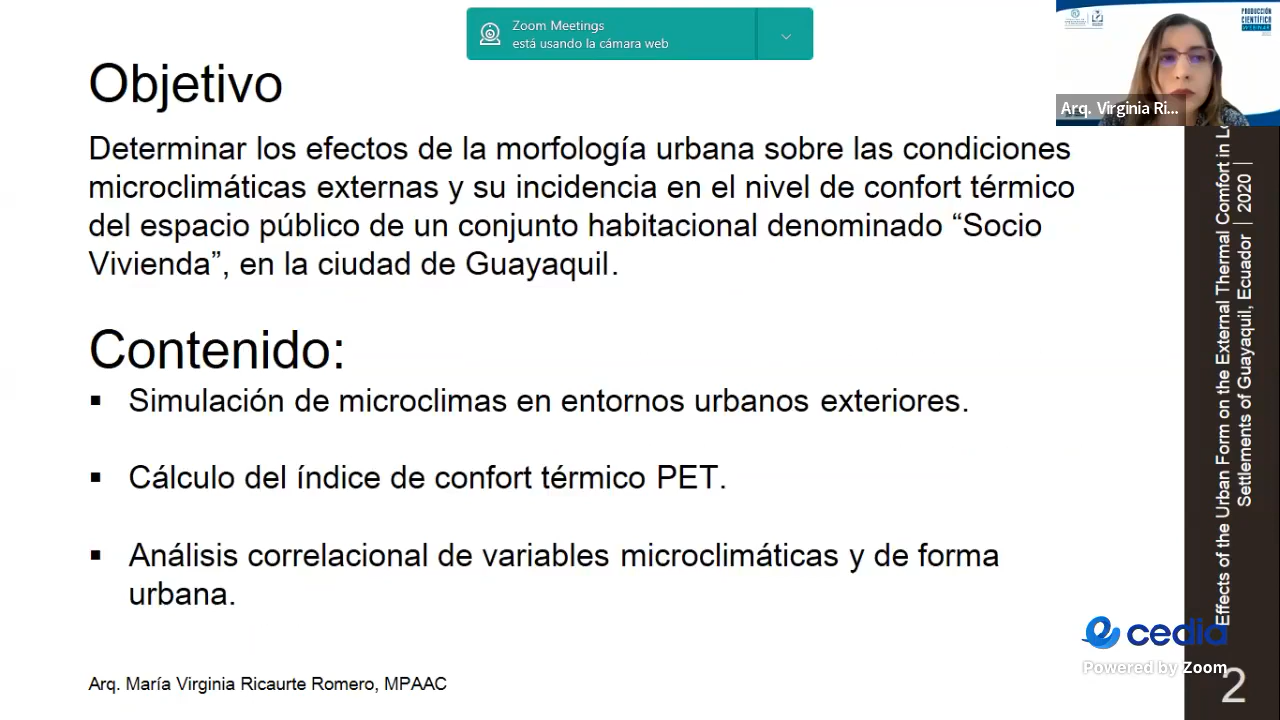 Zoom Meetings
está usando la cámara web
PRODUCCIÓN
CIENTÍFICA
WEBINAR
Arq. Virginia Ri...
Objetivo
Determinar los efectos de la morfología urbana sobre las condiciones
microclimáticas externas y su incidencia en el nivel de confort térmico
del espacio público de un conjunto habitacional denominado “Socio
Vivienda”, en la ciudad de Guayaquil.
Contenido:
▪ Simulación de microclimas en entornos urbanos exteriores.
▪ Cálculo del índice de confort térmico PET.
▪ Análisis correlacional de variables microclimáticas y de forma
urbana.
Arq. María Virginia Ricaurte Romero, MPAAC
Effects of the Urban Form on the External Thermal Comfort in
Settlements of Guayaquil, Ecuador | 2020 |
cedia
Powered by Zoom
2